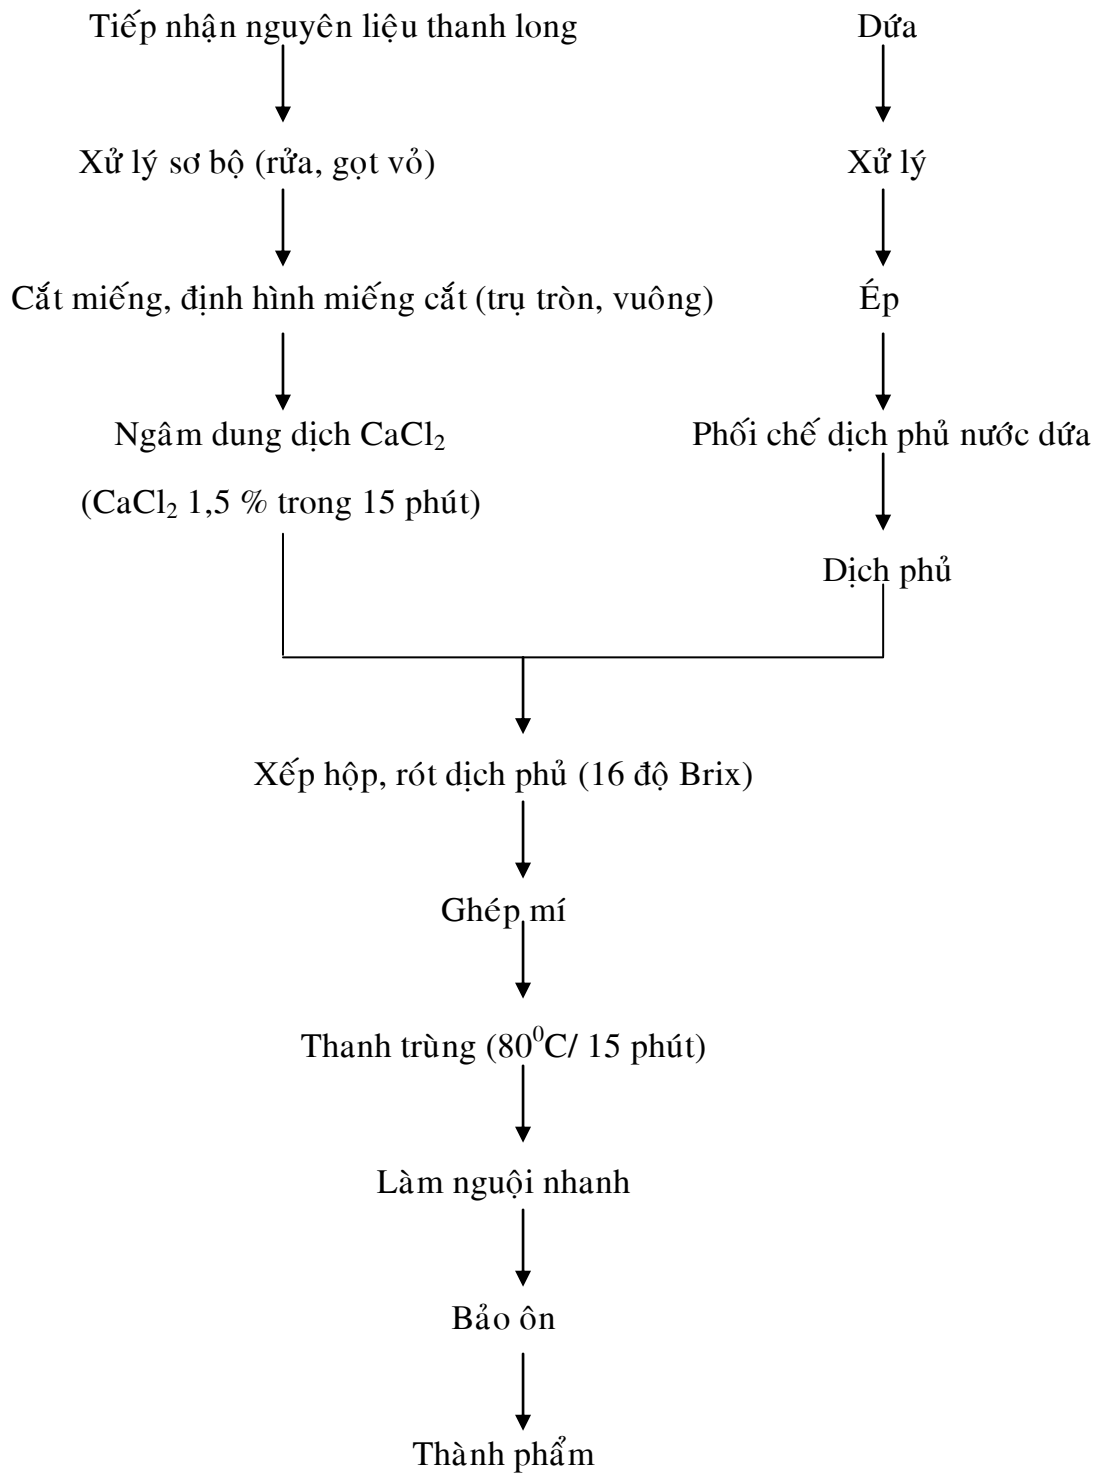 Tiếp nhận nguyên liệu thanh long
Dứa
Xử lý sơ bộ (rửa, gọt vỏ)
Xử lý
Cắt miếng, định hình miếng cắt (trụ tròn, vuông)
Ép
Ngâm dung dịch CaCl₂
Phối chế dịch phủ nước dứa
(CaCl₂ 1,5 % trong 15 phút)
Dịch phủ
Xếp hộp, rót dịch phủ (16 độ Brix)
Ghép mí
Thanh trùng (80⁰C/ 15 phút)
Làm nguội nhanh
Bảo ôn
Thành phẩm